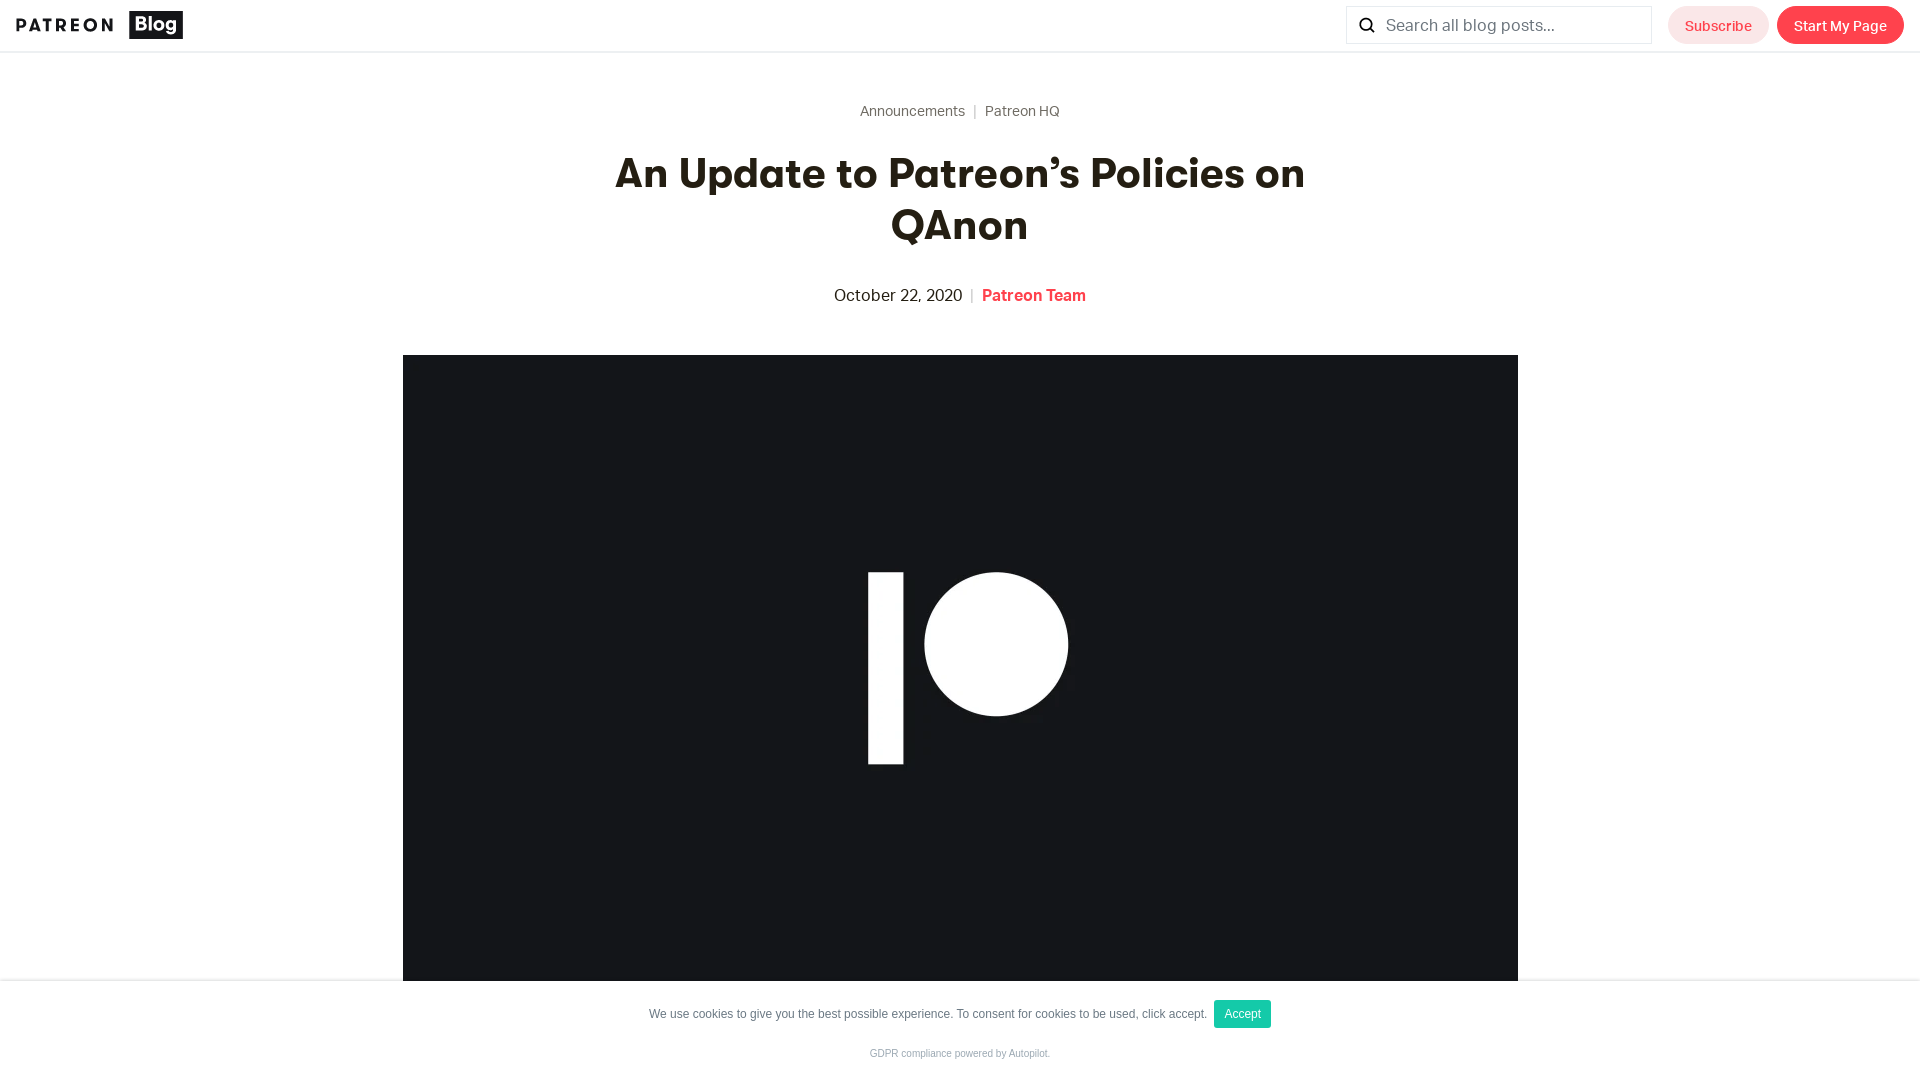 PATREON Blog
Search all blog posts...
Subscribe
Start My Page
Announcements | Patreon HQ
An Update to Patreon’s Policies on
QAnon
October 22, 2020 | Patreon Team
We use cookies to give you the best possible experience. To consent for cookies to be used, click accept.
Accept
GDPR compliance powered by Autopilot.